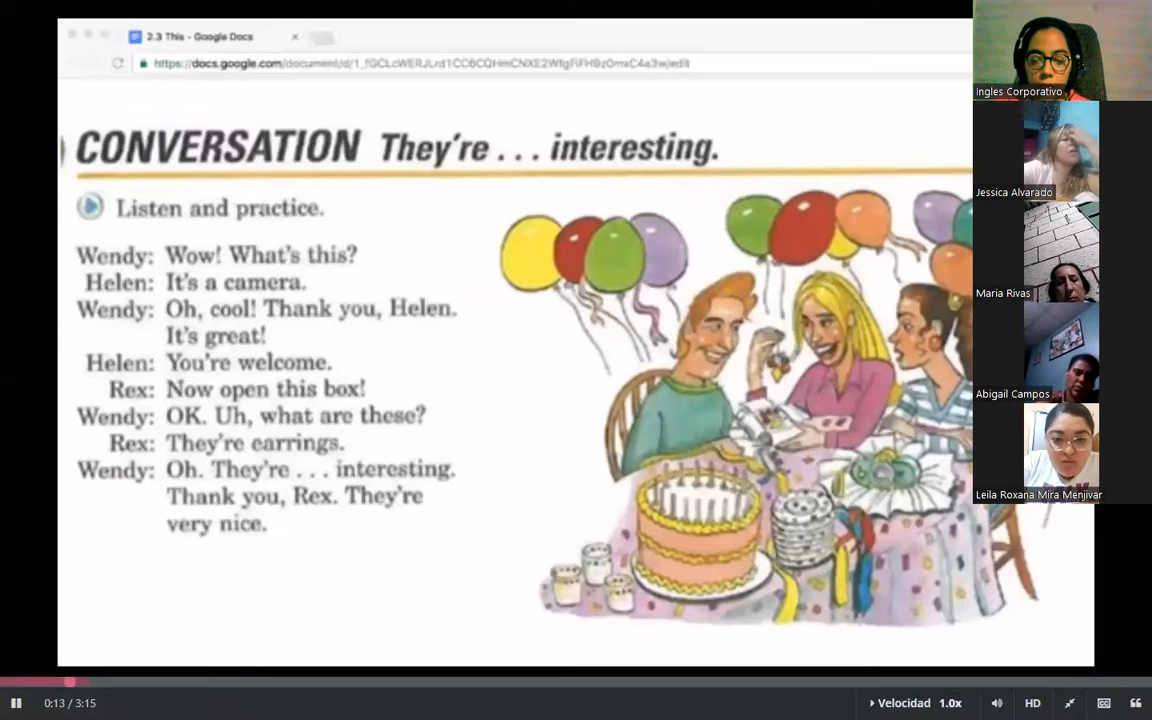 2.3 This - Google Docs
CONVERSATION They're . . . interesting.
Listen and practice.
Wendy: Wow! What's this?
Helen: It's a camera.
Wendy: Oh, cool! Thank you, Helen.
It's great!
Helen: You're welcome.
Rex: Now open this box!
Wendy: OK. Uh, what are these?
Rex: They're earrings.
Wendy: Oh. They're . . . interesting.
Thank you, Rex. They're
very nice.
Ingles Corporativo
Jessica Alvarado
Maria Rivas
Abigail Campos
Leila Roxana Mira Menjivar
0:13 / 3:15
Velocidad 1.0x
HD